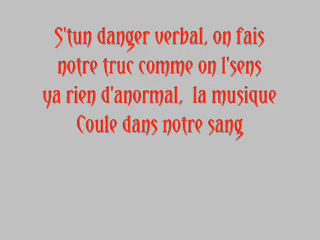 S'tun danger verbal, on fais
notre truc comme on l'sens
ya rien d'anormal,  la musique
Coule dans notre sang